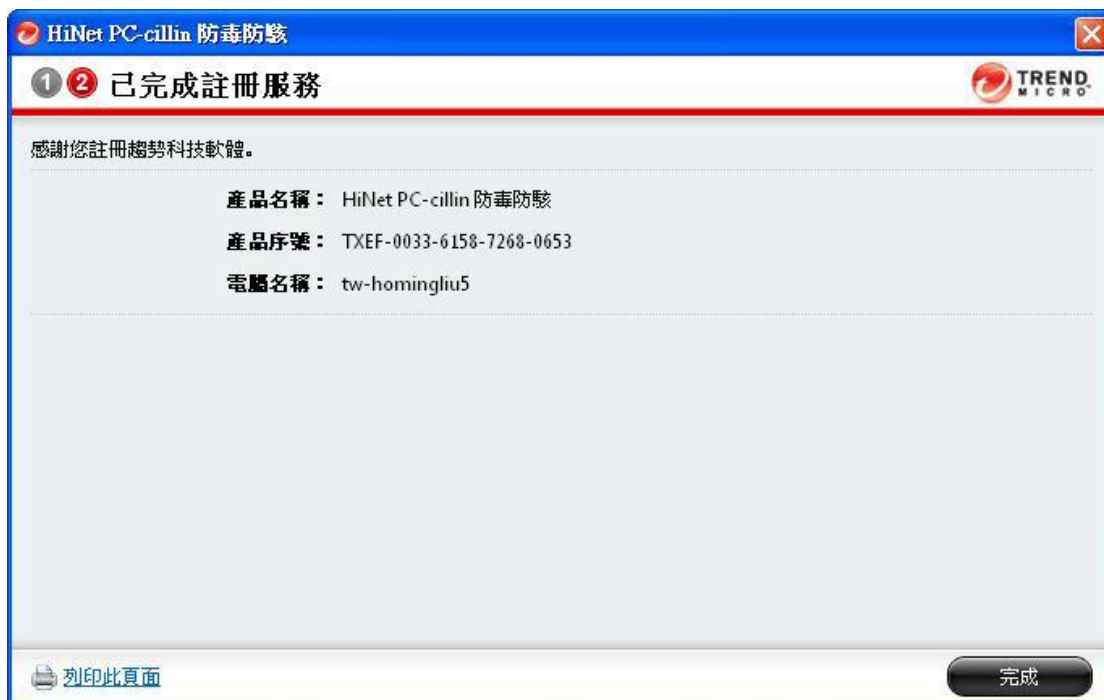 HiNet PC-cillin 防毒防駭
1 2 已完成註冊服務
TREND MICRO
感謝您註冊趨勢科技軟體。
產品名稱： HiNet PC-cillin 防毒防駭
產品序號： TXEF-0033-6158-7268-0653
電腦名稱： tw-homingliu5
列印此頁面
完成